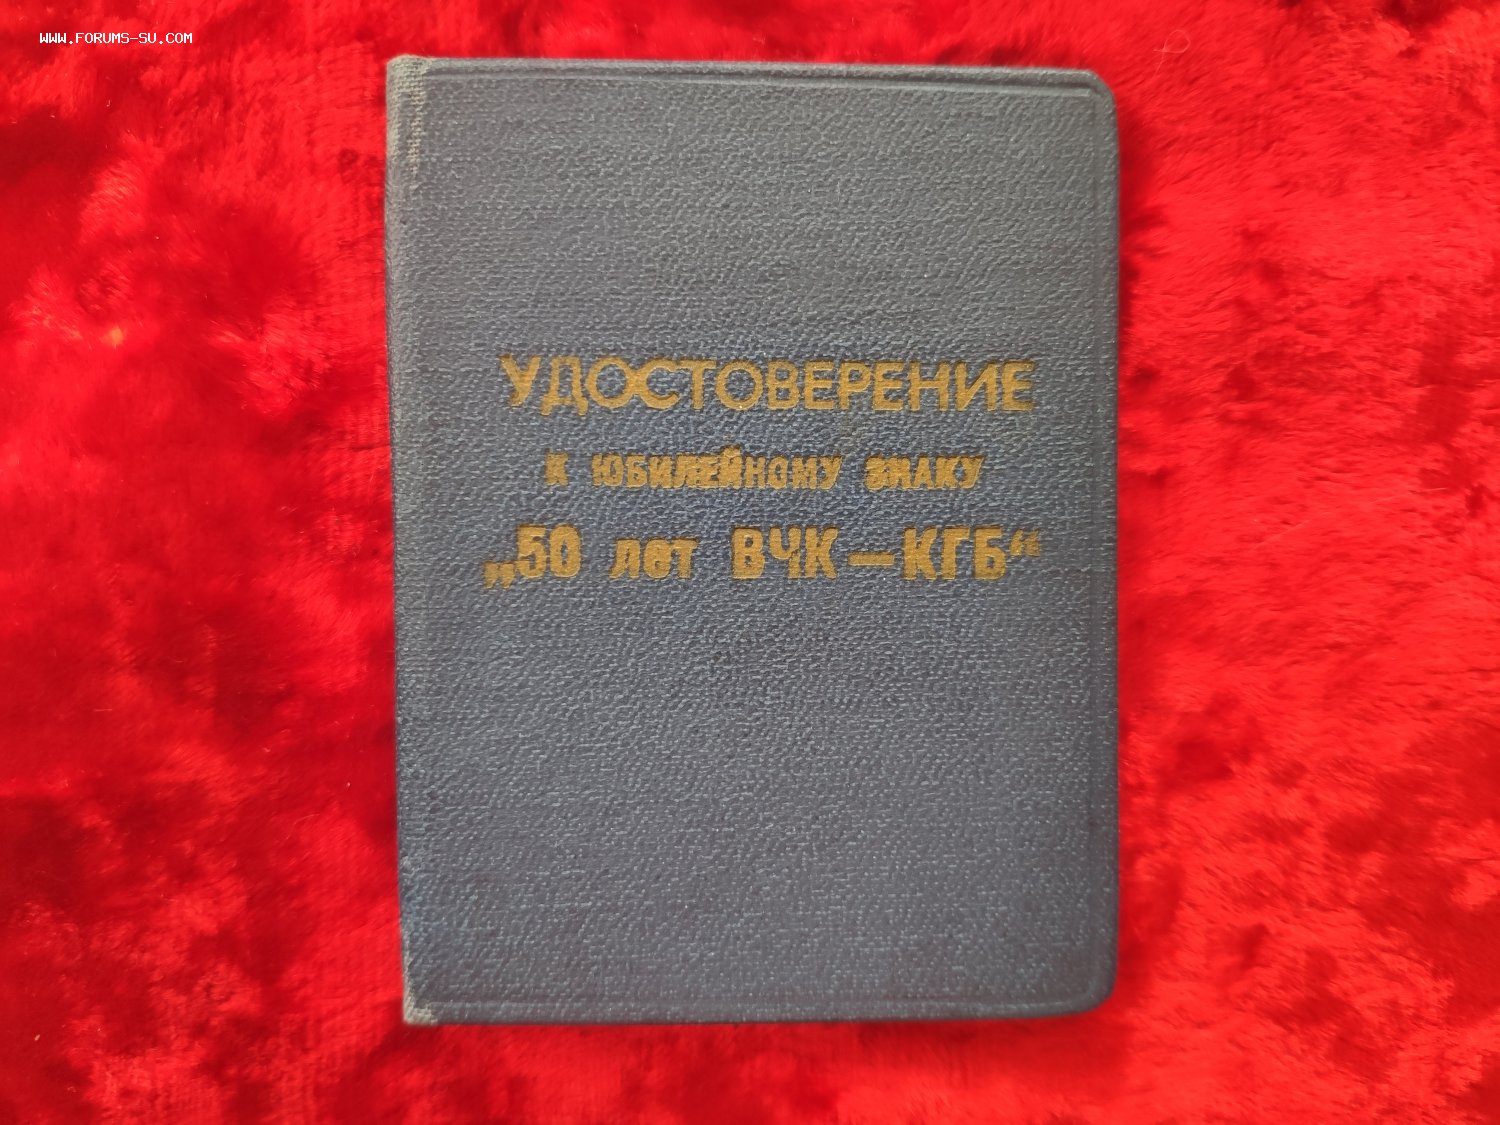 WWW.FORUMS-SU.COM
УДОСТОВЕРЕНИЕ
К ЮБИЛЕЙНОМУ ЗНАКУ
„50 лет ВЧК—КГБ“